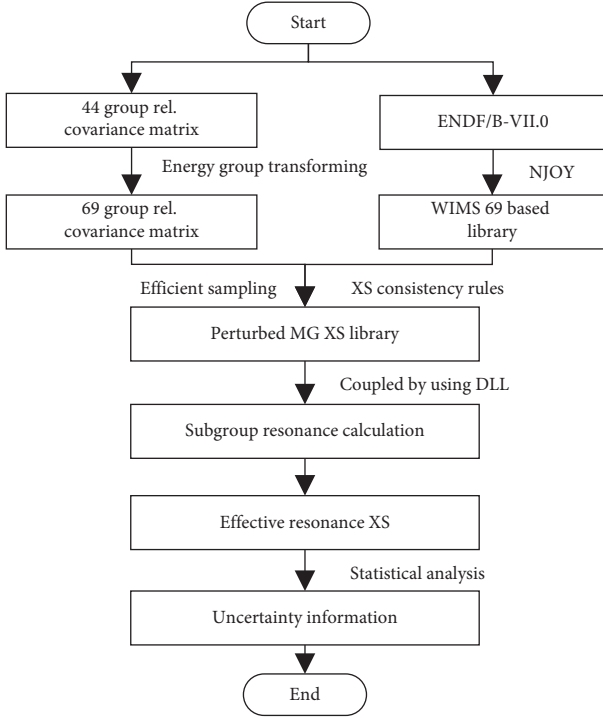 Start
44 group rel.
covariance matrix
ENDF/B-VII.0
Energy group transforming
NJOY
69 group rel.
covariance matrix
WIMS 69 based
library
Efficient sampling
XS consistency rules
Perturbed MG XS library
Coupled by using DLL
Subgroup resonance calculation
Effective resonance XS
Statistical analysis
Uncertainty information
End